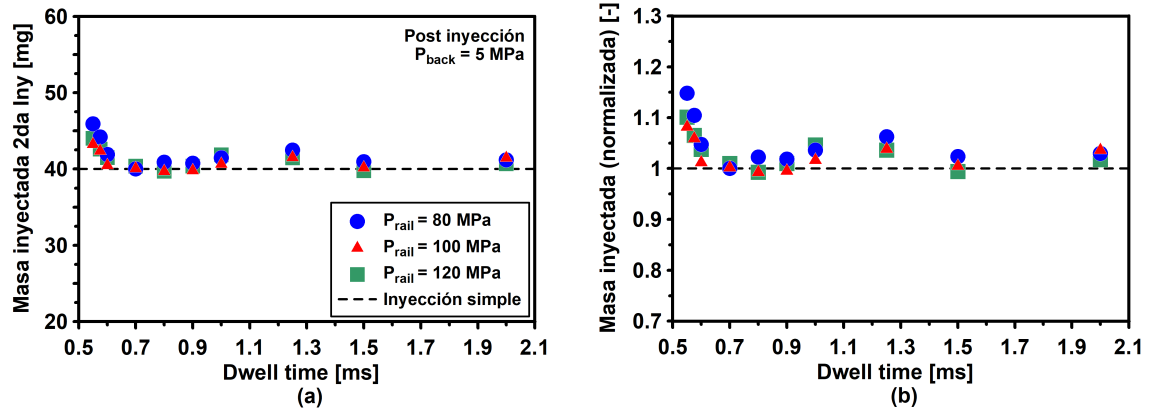 Masa inyectada 2da Iny [mg]
60
50
40
30
20
Post inyección
P_back = 5 MPa
P_rail = 80 MPa
P_rail = 100 MPa
P_rail = 120 MPa
Inyección simple
0.5 0.7 0.9 1.1 1.3 1.5 1.7 1.9 2.1
Dwell time [ms]
(a)
Masa inyectada (normalizada) [-]
1.3
1.2
1.1
1
0.9
0.8
0.7
0.5 0.7 0.9 1.1 1.3 1.5 1.7 1.9 2.1
Dwell time [ms]
(b)